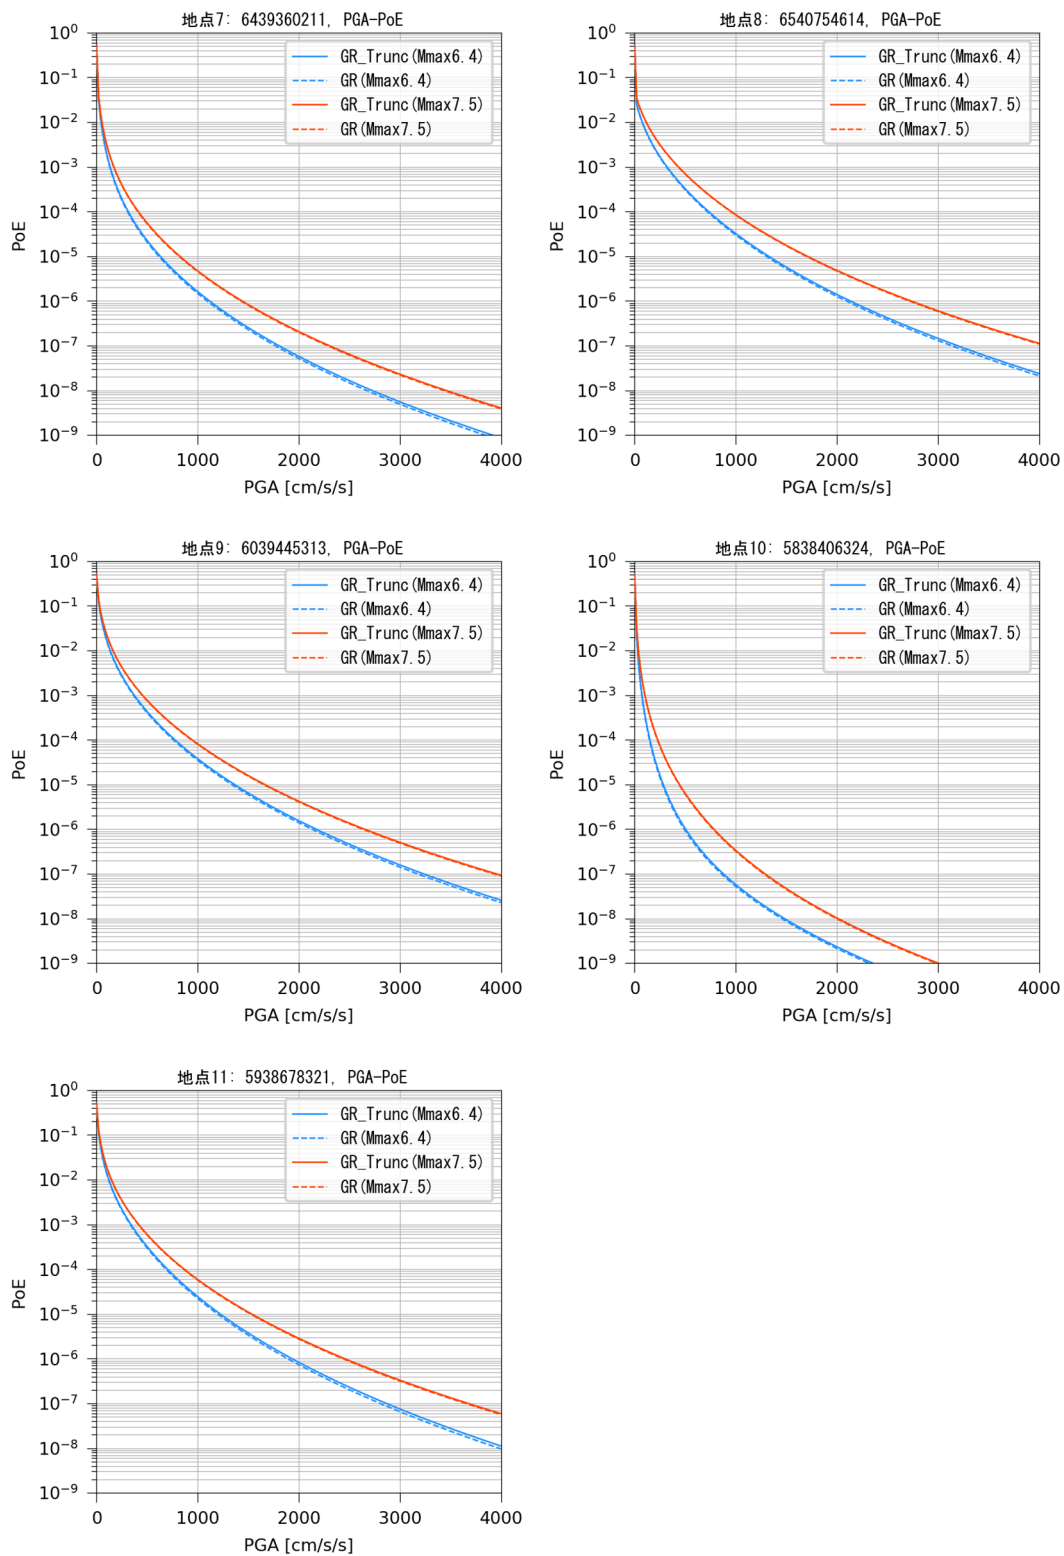 地点7: 6439360211, PGA-PoE
10⁰
10⁻¹
10⁻²
10⁻³
10⁻⁴
10⁻⁵
10⁻⁶
10⁻⁷
10⁻⁸
10⁻⁹
PoE
GR_Trunc(Mmax6.4)
GR(Mmax6.4)
GR_Trunc(Mmax7.5)
GR(Mmax7.5)
0 1000 2000 3000 4000
PGA [cm/s/s]
地点8: 6540754614, PGA-PoE
10⁰
10⁻¹
10⁻²
10⁻³
10⁻⁴
10⁻⁵
10⁻⁶
10⁻⁷
10⁻⁸
10⁻⁹
PoE
GR_Trunc(Mmax6.4)
GR(Mmax6.4)
GR_Trunc(Mmax7.5)
GR(Mmax7.5)
0 1000 2000 3000 4000
PGA [cm/s/s]
地点9: 6039445313, PGA-PoE
10⁰
10⁻¹
10⁻²
10⁻³
10⁻⁴
10⁻⁵
10⁻⁶
10⁻⁷
10⁻⁸
10⁻⁹
PoE
GR_Trunc(Mmax6.4)
GR(Mmax6.4)
GR_Trunc(Mmax7.5)
GR(Mmax7.5)
0 1000 2000 3000 4000
PGA [cm/s/s]
地点10: 5838406324, PGA-PoE
10⁰
10⁻¹
10⁻²
10⁻³
10⁻⁴
10⁻⁵
10⁻⁶
10⁻⁷
10⁻⁸
10⁻⁹
PoE
GR_Trunc(Mmax6.4)
GR(Mmax6.4)
GR_Trunc(Mmax7.5)
GR(Mmax7.5)
0 1000 2000 3000 4000
PGA [cm/s/s]
地点11: 5938678321, PGA-PoE
10⁰
10⁻¹
10⁻²
10⁻³
10⁻⁴
10⁻⁵
10⁻⁶
10⁻⁷
10⁻⁸
10⁻⁹
PoE
GR_Trunc(Mmax6.4)
GR(Mmax6.4)
GR_Trunc(Mmax7.5)
GR(Mmax7.5)
0 1000 2000 3000 4000
PGA [cm/s/s]